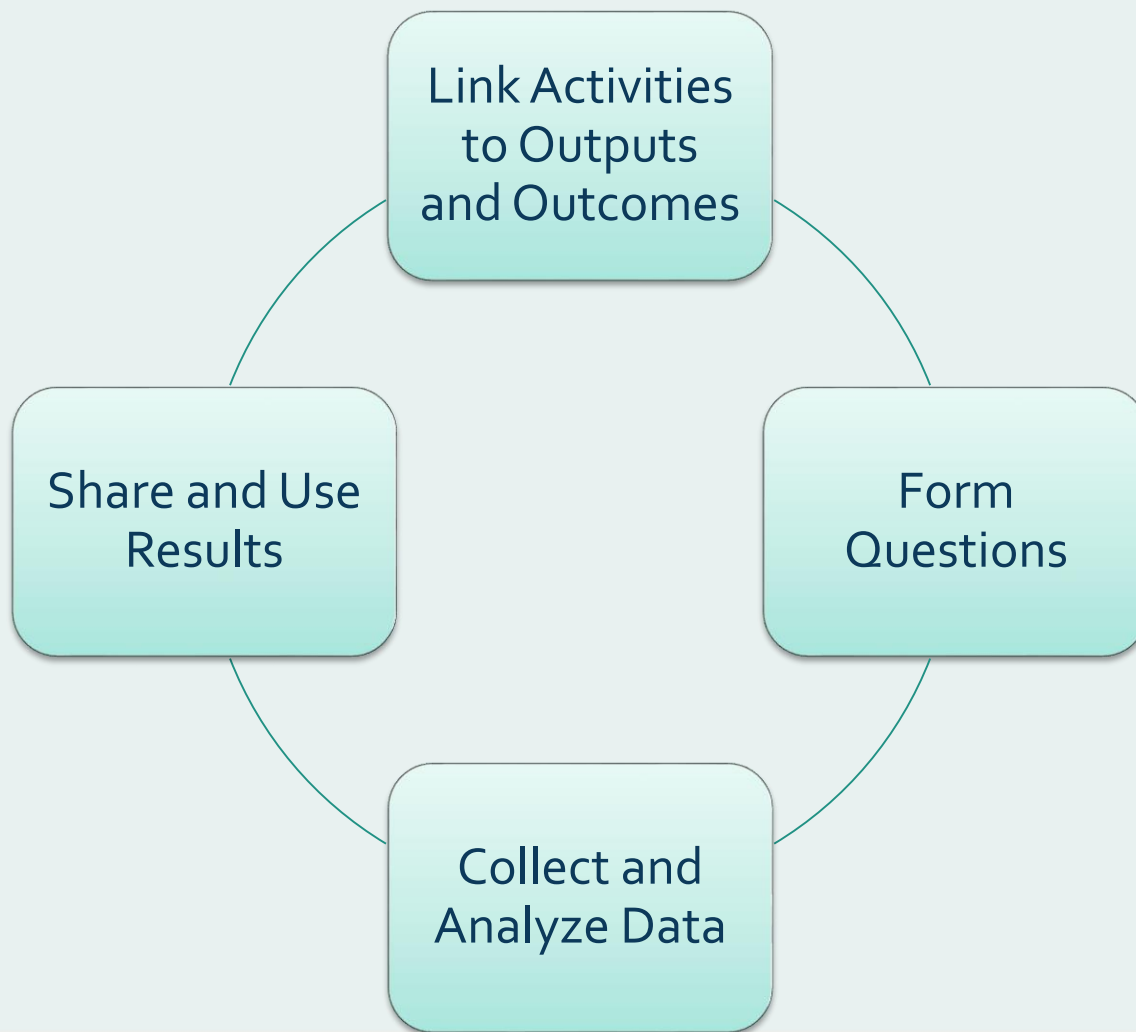 Link Activities
to Outputs
and Outcomes
Share and Use
Results
Form
Questions
Collect and
Analyze Data